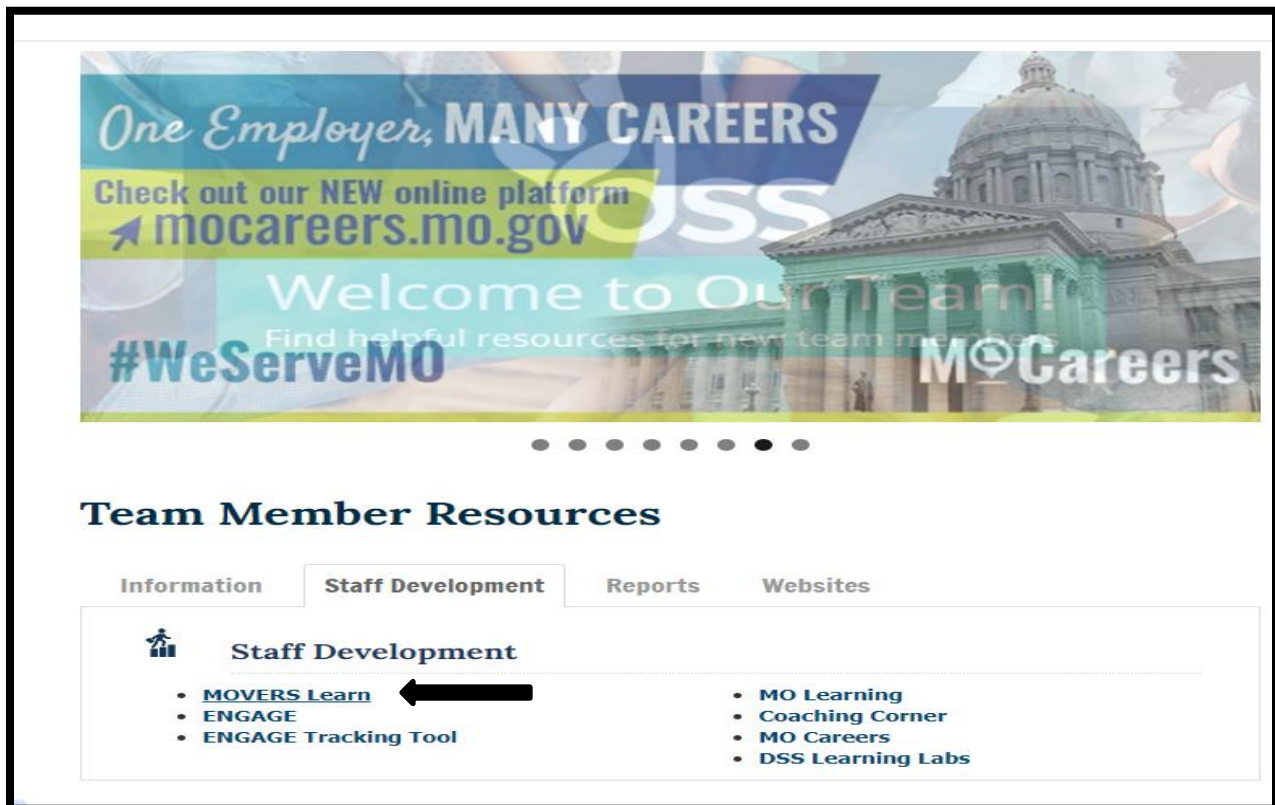 One Employer, MANY CAREERS
Check out our NEW online platform
mocareers.mo.gov
DSS
Welcome to Our Team!
Find helpful resources for new team members
#WeServeMO
MOCareers
Team Member Resources
Information Staff Development Reports Websites
Staff Development
MOVERS Learn
ENGAGE
ENGAGE Tracking Tool
MO Learning
Coaching Corner
MO Careers
DSS Learning Labs